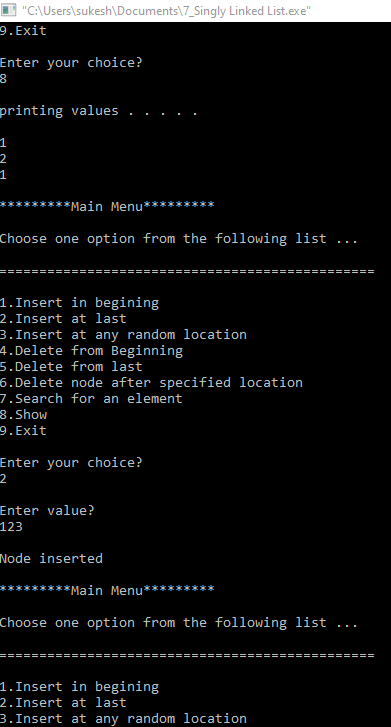 "C:\Users\sukesh\Documents\7_Singly Linked List.exe"
9.Exit
Enter your choice?
8
printing values . . . . .
1
2
1
*********Main Menu*********
Choose one option from the following list ...
===============================================
1.Insert in begining
2.Insert at last
3.Insert at any random location
4.Delete from Beginning
5.Delete from last
6.Delete node after specified location
7.Search for an element
8.Show
9.Exit
Enter your choice?
2
Enter value?
123
Node inserted
*********Main Menu*********
Choose one option from the following list ...
===============================================
1.Insert in begining
2.Insert at last
3.Insert at any random location